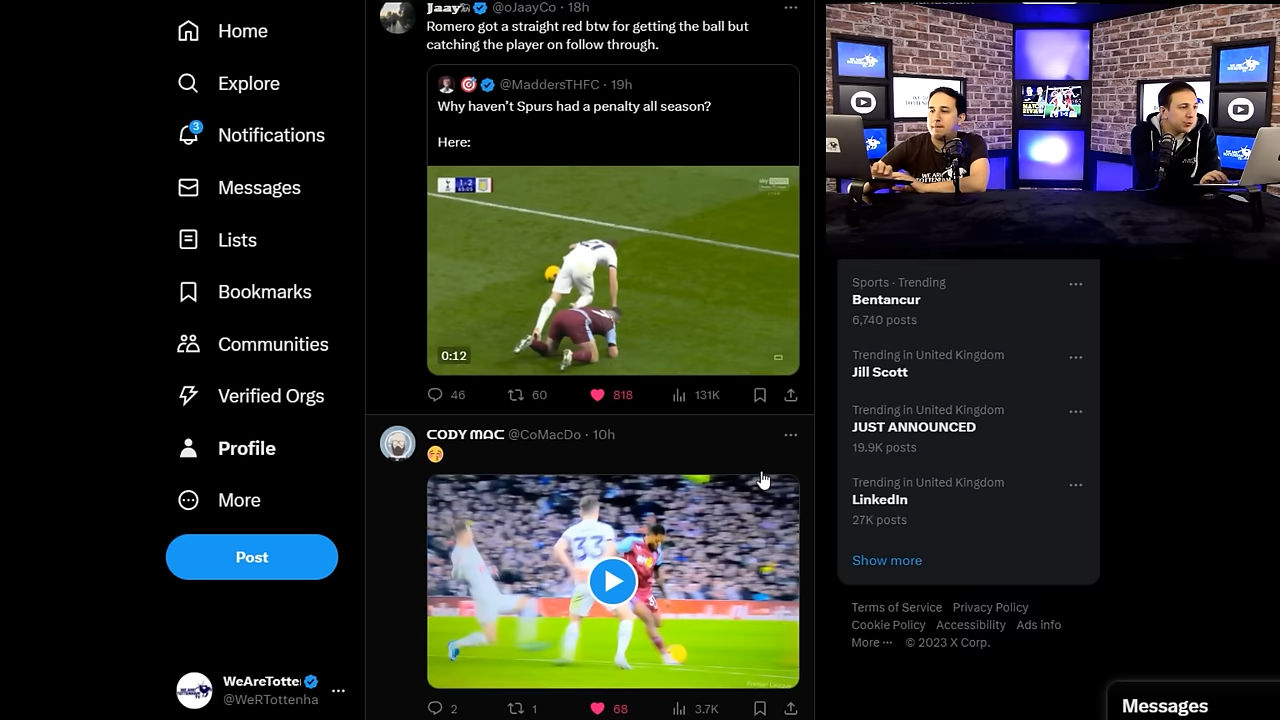 Home
Explore
3
Notifications
Messages
Lists
Bookmarks
Communities
Verified Orgs
Profile
More
Post
WeAreTotte
@WeRTottenha
Jaay @oJaayCo · 18h
Romero got a straight red btw for getting the ball but
catching the player on follow through.
@MaddersTHFC · 19h
Why haven't Spurs had a penalty all season?
Here:
1-2
0:12
46 60 818 131K
CODY MAC @CoMacDo · 10h
33
2 1 68 3.7K
Sports · Trending
Bentancur
6,740 posts
Trending in United Kingdom
Jill Scott
Trending in United Kingdom
JUST ANNOUNCED
19.9K posts
Trending in United Kingdom
LinkedIn
27K posts
Show more
Terms of Service Privacy Policy
Cookie Policy Accessibility Ads info
More ··· © 2023 X Corp.
Messages